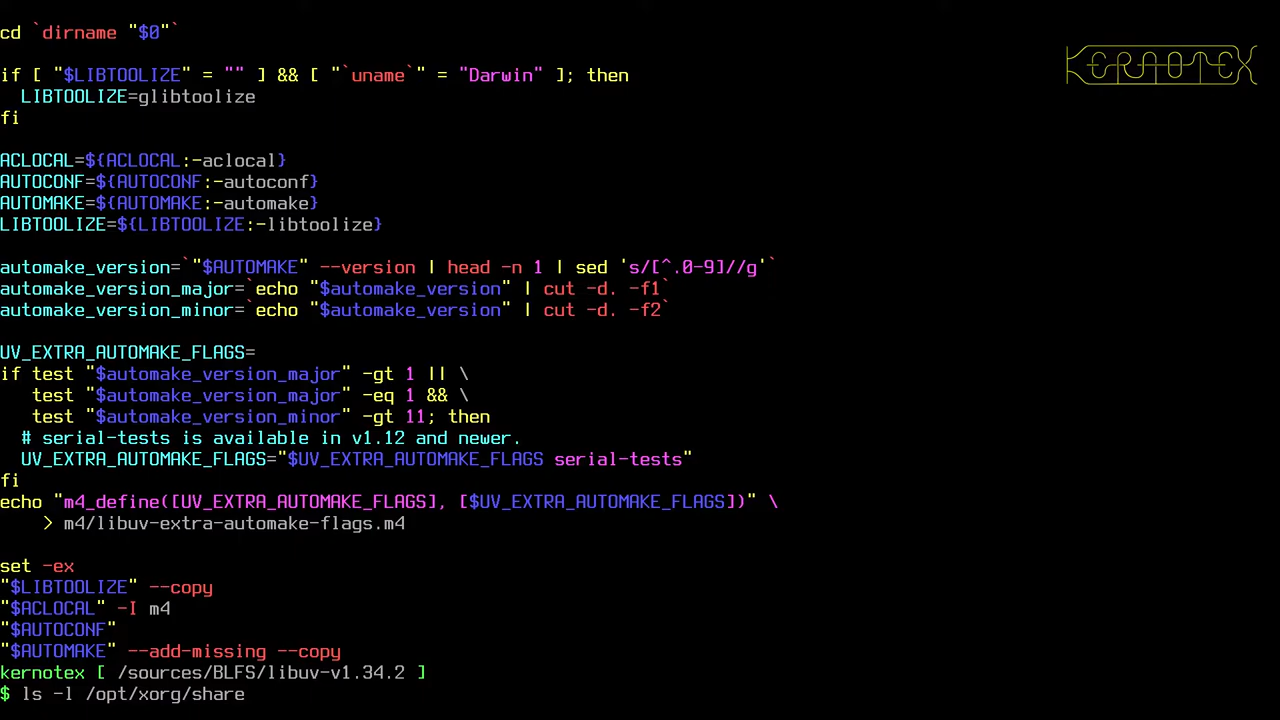 cd `dirname "$0"`
KERNOTEX
if [ "$LIBTOOLIZE" = "" ] && [ "`uname`" = "Darwin" ]; then
  LIBTOOLIZE=glibtoolize
fi
ACLOCAL=${ACLOCAL:-aclocal}
AUTOCONF=${AUTOCONF:-autoconf}
AUTOMAKE=${AUTOMAKE:-automake}
LIBTOOLIZE=${LIBTOOLIZE:-libtoolize}
automake_version=`"$AUTOMAKE" --version | head -n 1 | sed 's/[^.0-9]//g'`
automake_version_major=`echo "$automake_version" | cut -d. -f1`
automake_version_minor=`echo "$automake_version" | cut -d. -f2`
UV_EXTRA_AUTOMAKE_FLAGS=
if test "$automake_version_major" -gt 1 || \
   test "$automake_version_major" -eq 1 && \
   test "$automake_version_minor" -gt 11; then
  # serial-tests is available in v1.12 and newer.
  UV_EXTRA_AUTOMAKE_FLAGS="$UV_EXTRA_AUTOMAKE_FLAGS serial-tests"
fi
echo "m4_define([UV_EXTRA_AUTOMAKE_FLAGS], [$UV_EXTRA_AUTOMAKE_FLAGS])" \
    > m4/libuv-extra-automake-flags.m4
set -ex
"$LIBTOOLIZE" --copy
"$ACLOCAL" -I m4
"$AUTOCONF"
"$AUTOMAKE" --add-missing --copy
kernotex [ /sources/BLFS/libuv-v1.34.2 ]
$ ls -l /opt/xorg/share